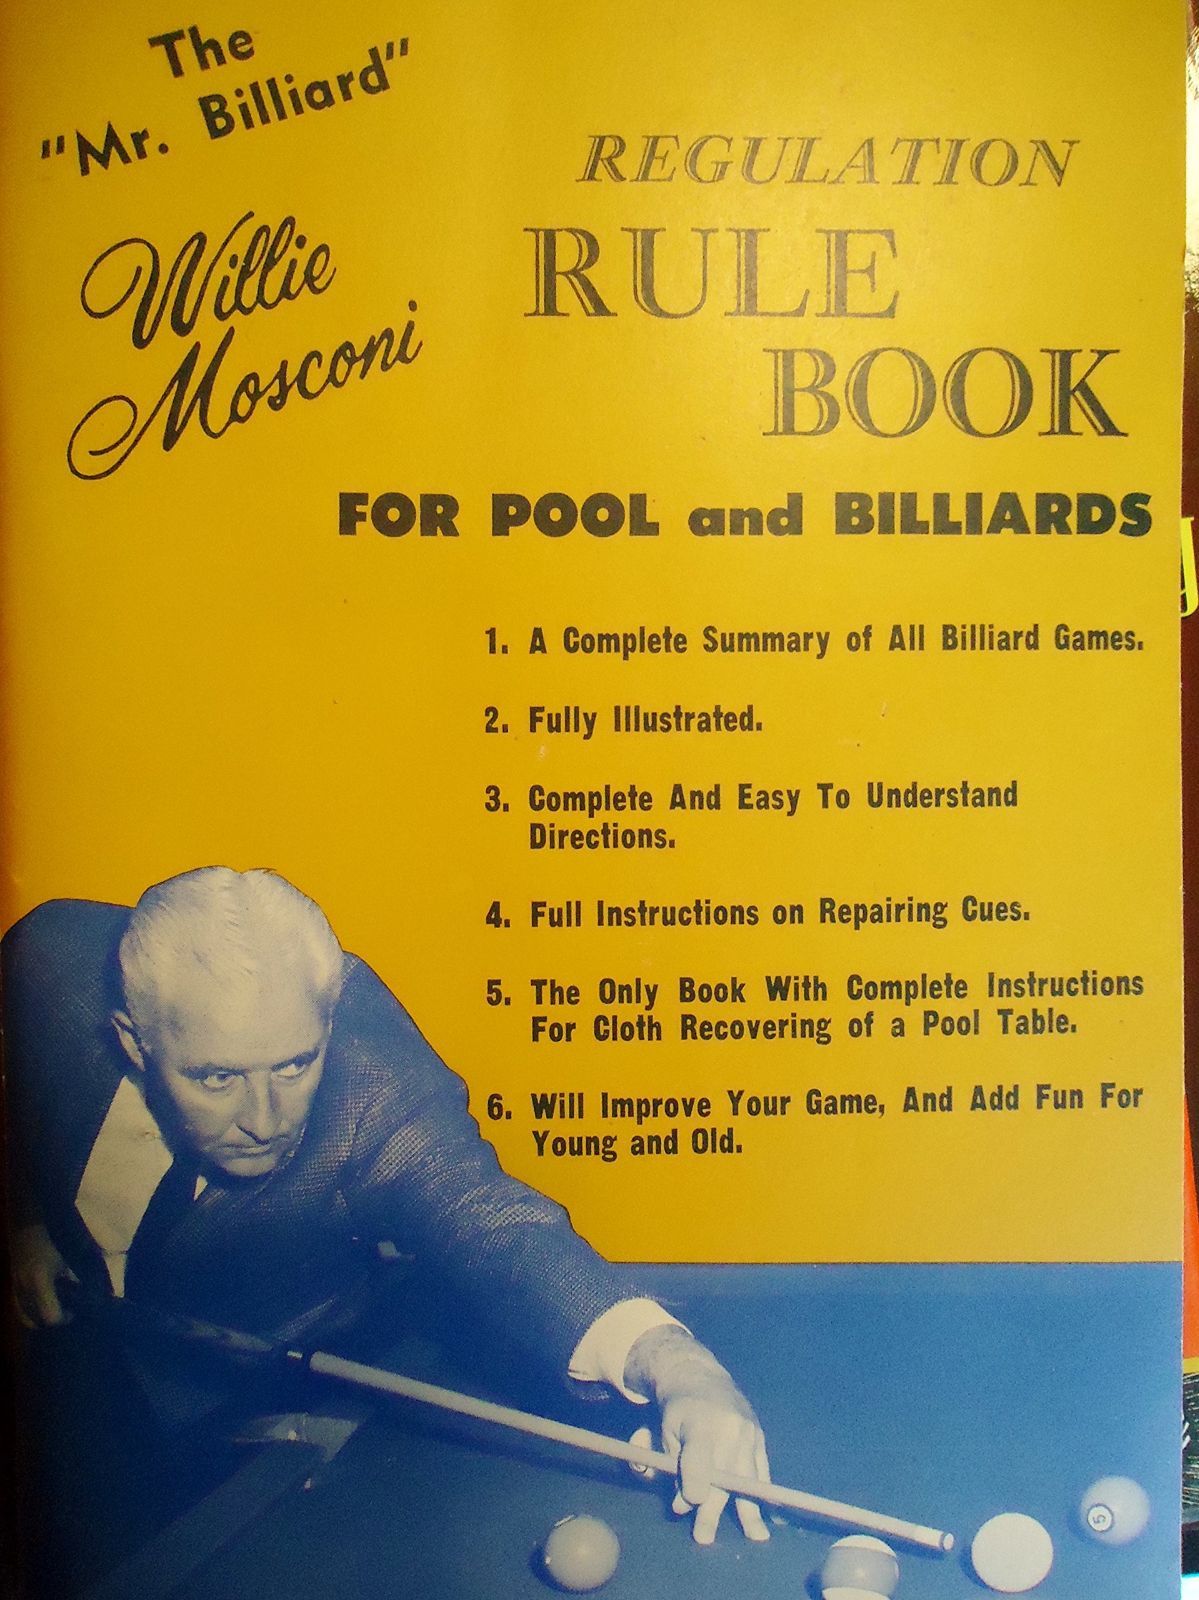 The
"Mr. Billiard"
Willie
Mosconi
REGULATION
RULE
BOOK
FOR POOL and BILLIARDS
1. A Complete Summary of All Billiard Games.
2. Fully Illustrated.
3. Complete And Easy To Understand
Directions.
4. Full Instructions on Repairing Cues.
5. The Only Book With Complete Instructions
For Cloth Recovering of a Pool Table.
6. Will Improve Your Game, And Add Fun For
Young and Old.
5